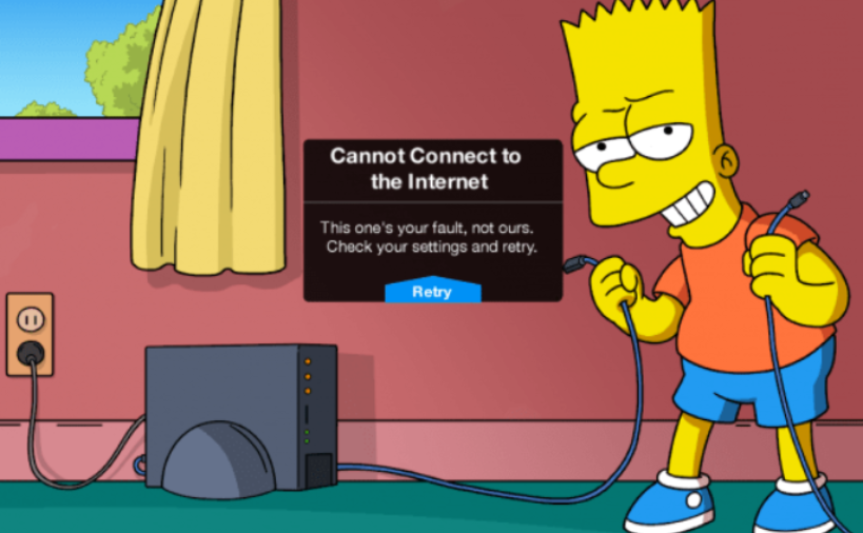 Cannot Connect to
the Internet
This one's your fault, not ours.
Check your settings and retry.
Retry